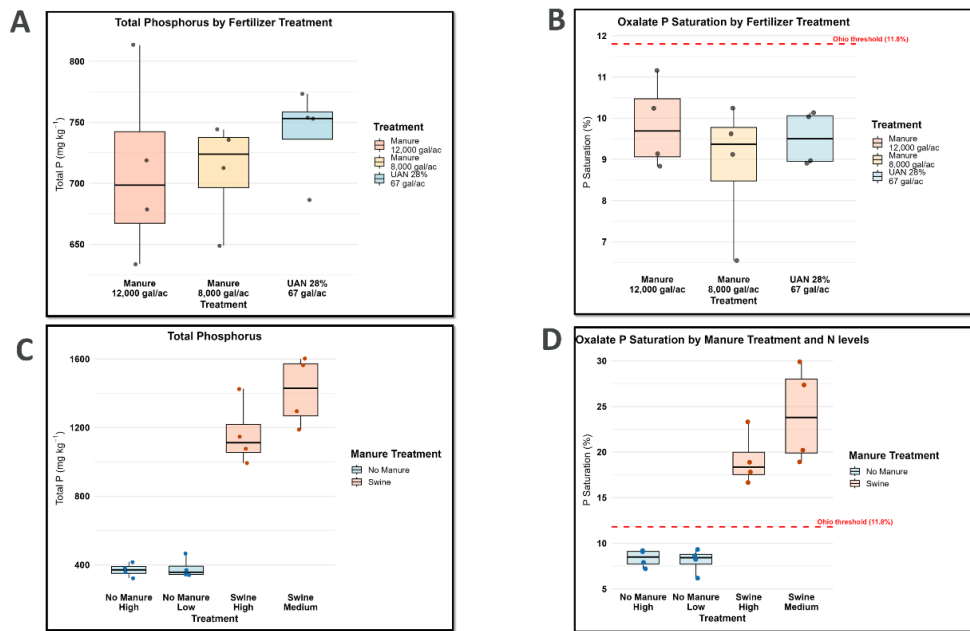 A
Total Phosphorus by Fertilizer Treatment
Total P (mg kg⁻¹)
800
750
700
650
Manure
12,000 gal/ac
Manure
8,000 gal/ac
UAN 28%
67 gal/ac
Treatment
Treatment
Manure
12,000 gal/ac
Manure
8,000 gal/ac
UAN 28%
67 gal/ac
B
Oxalate P Saturation by Fertilizer Treatment
P Saturation (%)
12
11
10
9
8
7
6
Ohio threshold (11.8%)
Manure
12,000 gal/ac
Manure
8,000 gal/ac
UAN 28%
67 gal/ac
Treatment
Treatment
Manure
12,000 gal/ac
Manure
8,000 gal/ac
UAN 28%
67 gal/ac
C
Total Phosphorus
Total P (mg kg⁻¹)
1600
1200
800
400
No Manure
High
No Manure
Low
Swine
High
Swine
Medium
Treatment
Manure Treatment
No Manure
Swine
D
Oxalate P Saturation by Manure Treatment and N levels
P Saturation (%)
30
25
20
15
10
5
Ohio threshold (11.8%)
No Manure
High
No Manure
Low
Swine
High
Swine
Medium
Treatment
Manure Treatment
No Manure
Swine